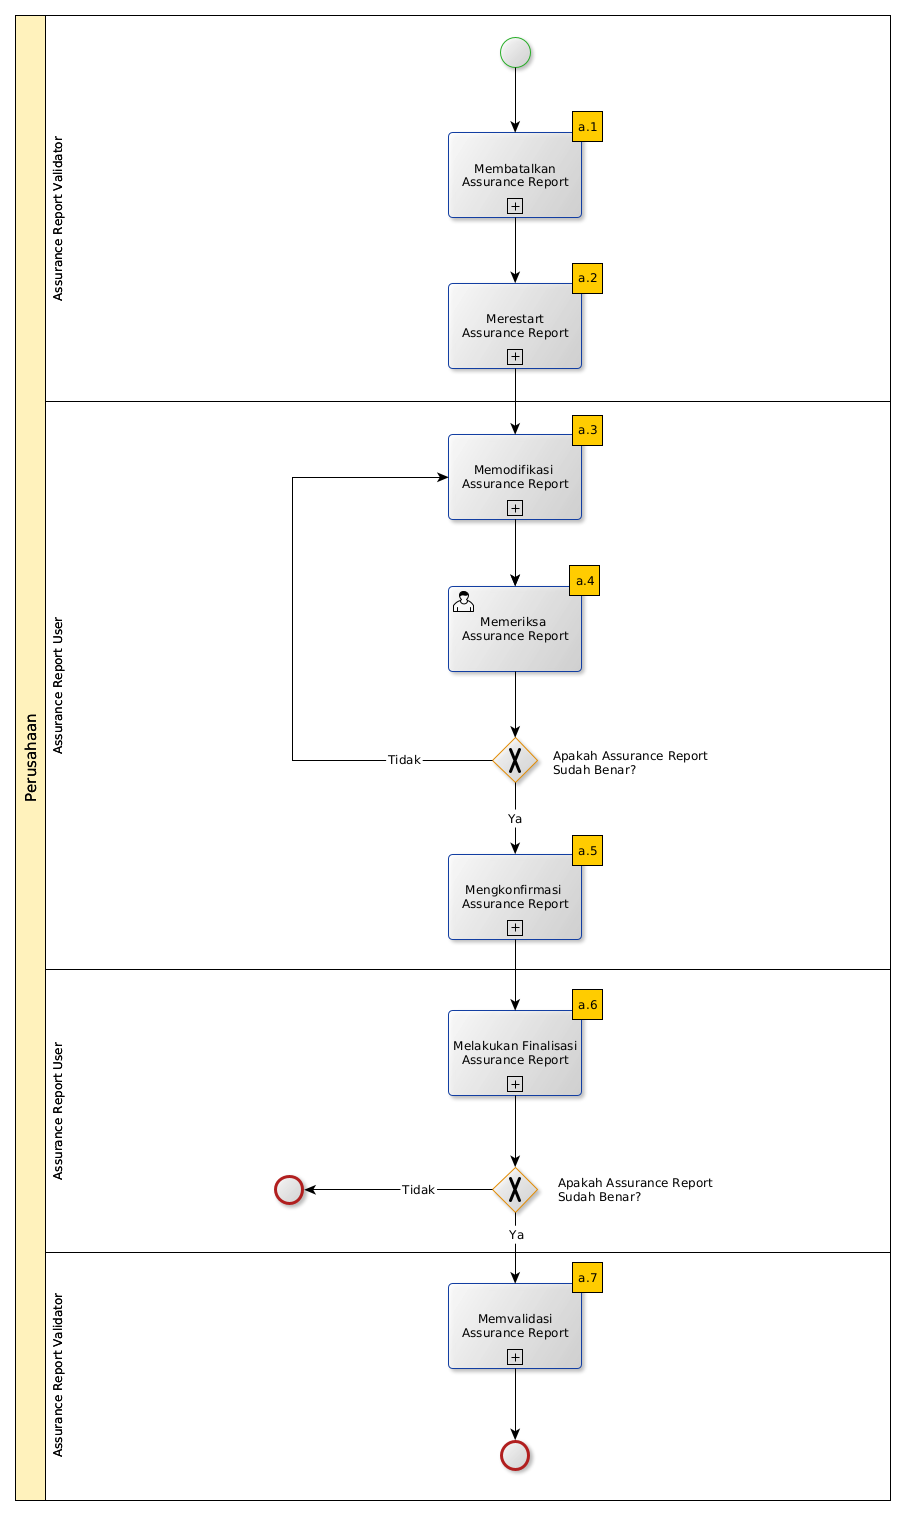 Perusahaan
Assurance Report Validator
a.1
Membatalkan
Assurance Report
a.2
Merestart
Assurance Report
Assurance Report User
a.3
Memodifikasi
Assurance Report
a.4
Memeriksa
Assurance Report
Tidak
Apakah Assurance Report
Sudah Benar?
Ya
a.5
Mengkonfirmasi
Assurance Report
Assurance Report User
a.6
Melakukan Finalisasi
Assurance Report
Tidak
Apakah Assurance Report
Sudah Benar?
Ya
Assurance Report Validator
a.7
Memvalidasi
Assurance Report